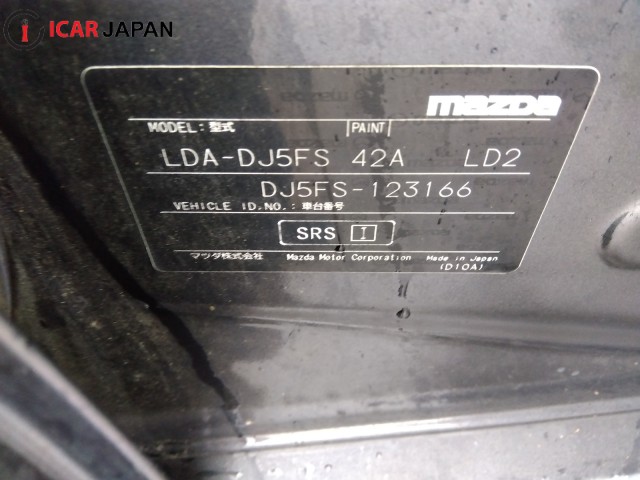 ICAR JAPAN
mazda
MODEL: 型式 PAINT
LDA-DJ5FS 42A LD2
DJ5FS-123166
VEHICLE ID.NO.: 車台番号
SRS I
マツダ株式会社 Mazda Motor Corporation Made in Japan
(D10A)